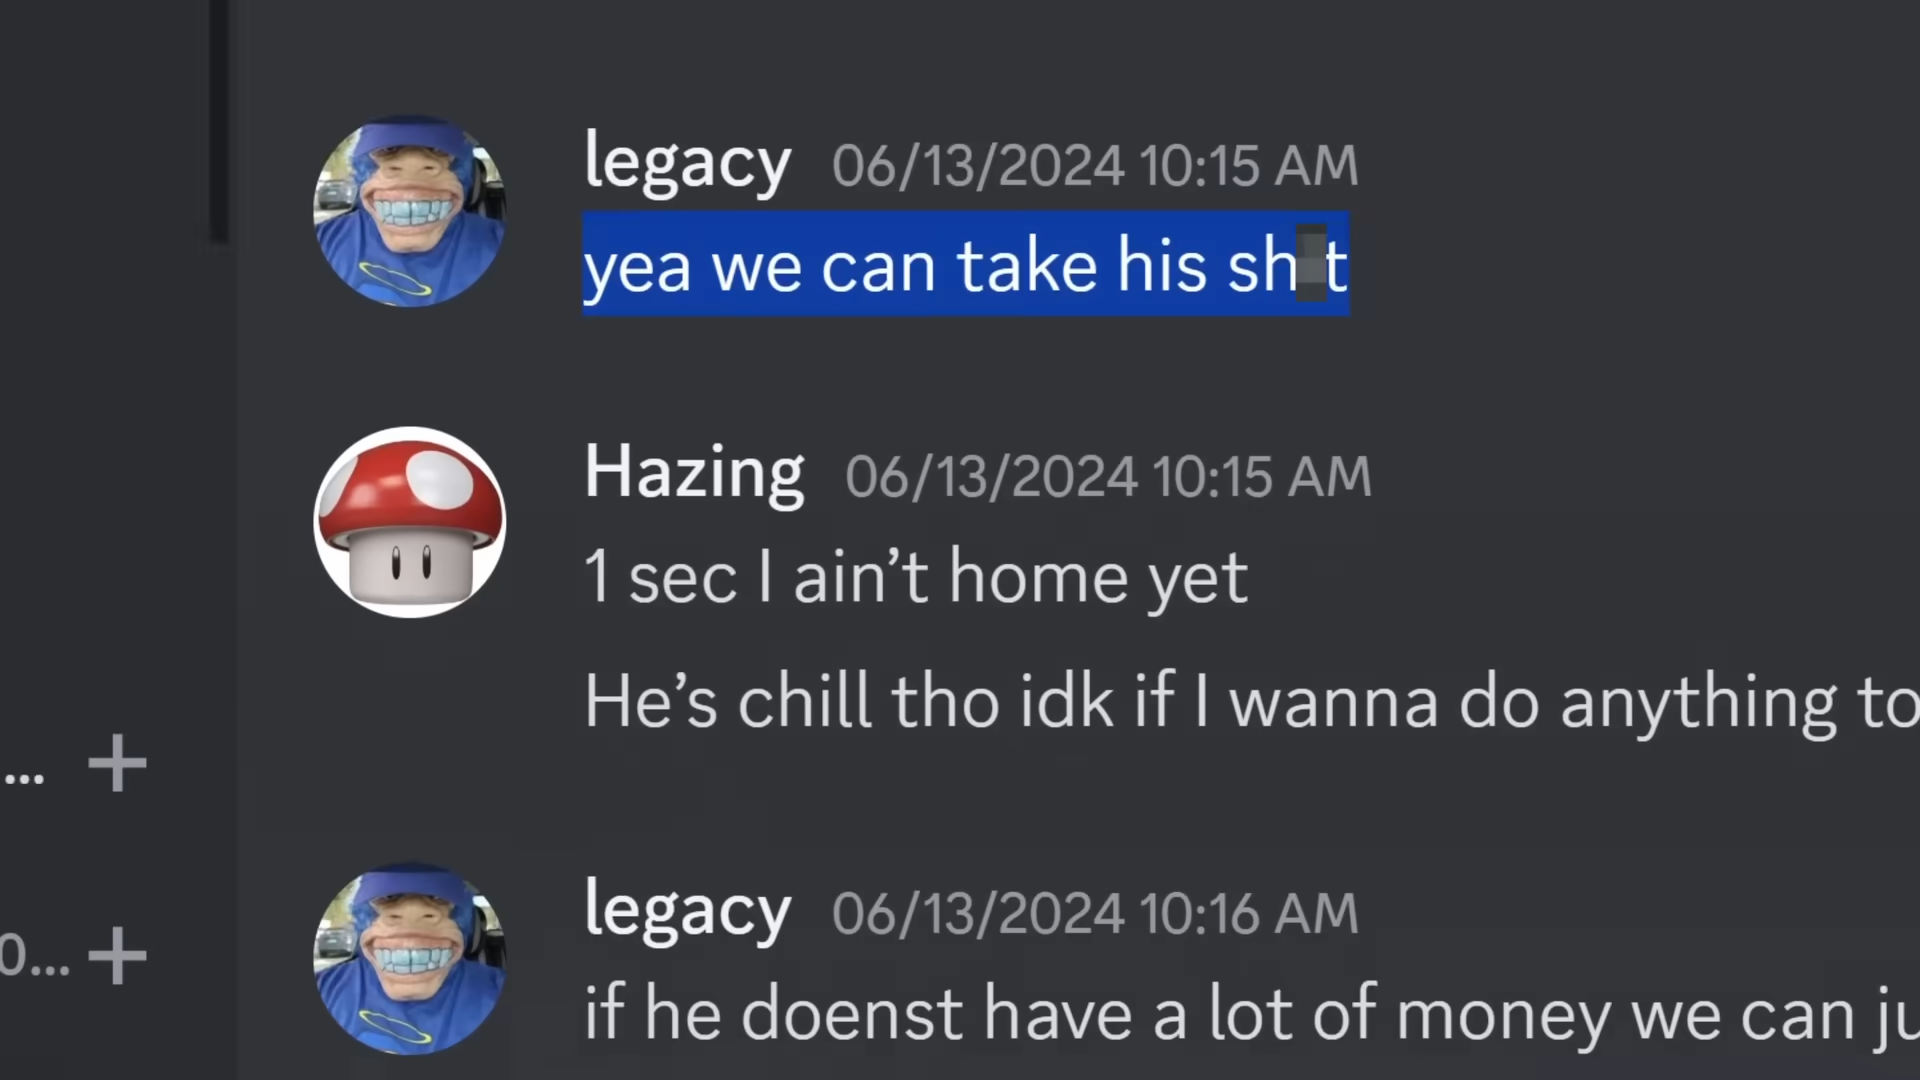 legacy 06/13/2024 10:15 AM
yea we can take his sh t
Hazing 06/13/2024 10:15 AM
1 sec I ain’t home yet
He’s chill tho idk if I wanna do anything to
... +
legacy 06/13/2024 10:16 AM
0... +
if he doenst have a lot of money we can ju